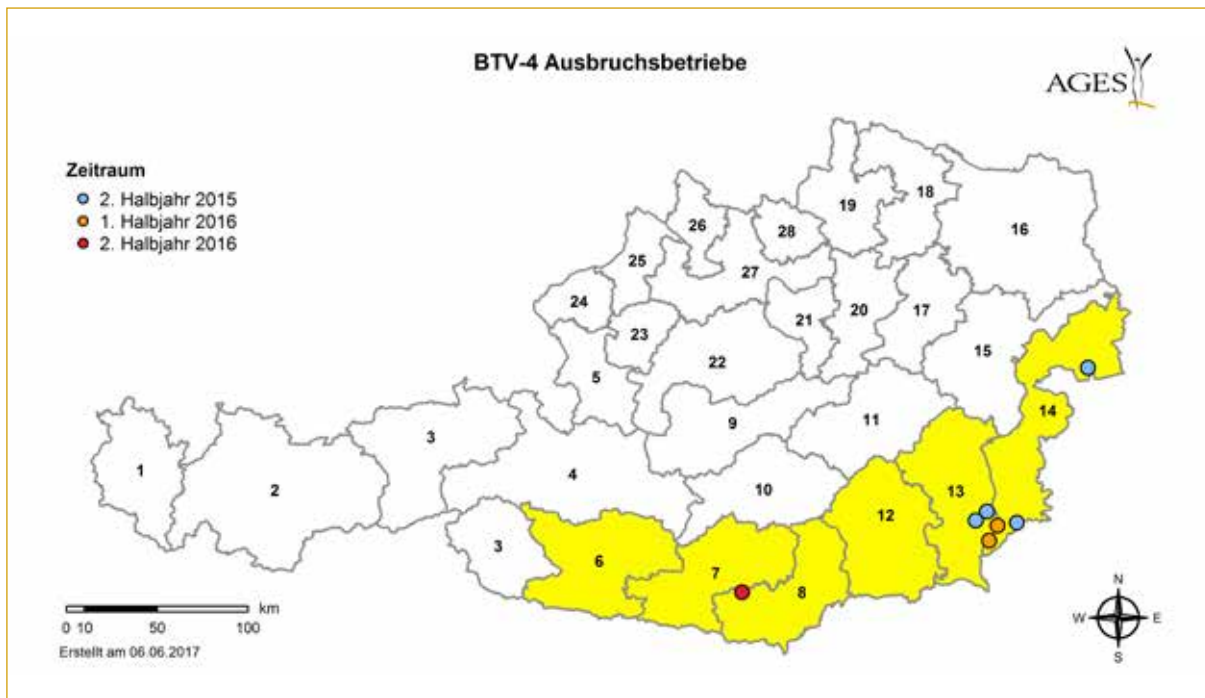 BTV-4 Ausbruchsbetriebe
AGES
Zeitraum
2. Halbjahr 2015
1. Halbjahr 2016
2. Halbjahr 2016
19
18
26
28
16
25
27
24
21
20
17
23
22
15
5
14
9
11
3
1
2
4
10
13
12
3
6
7
8
km
0 10 50 100
Erstellt am 06.06.2017
N
W E
S